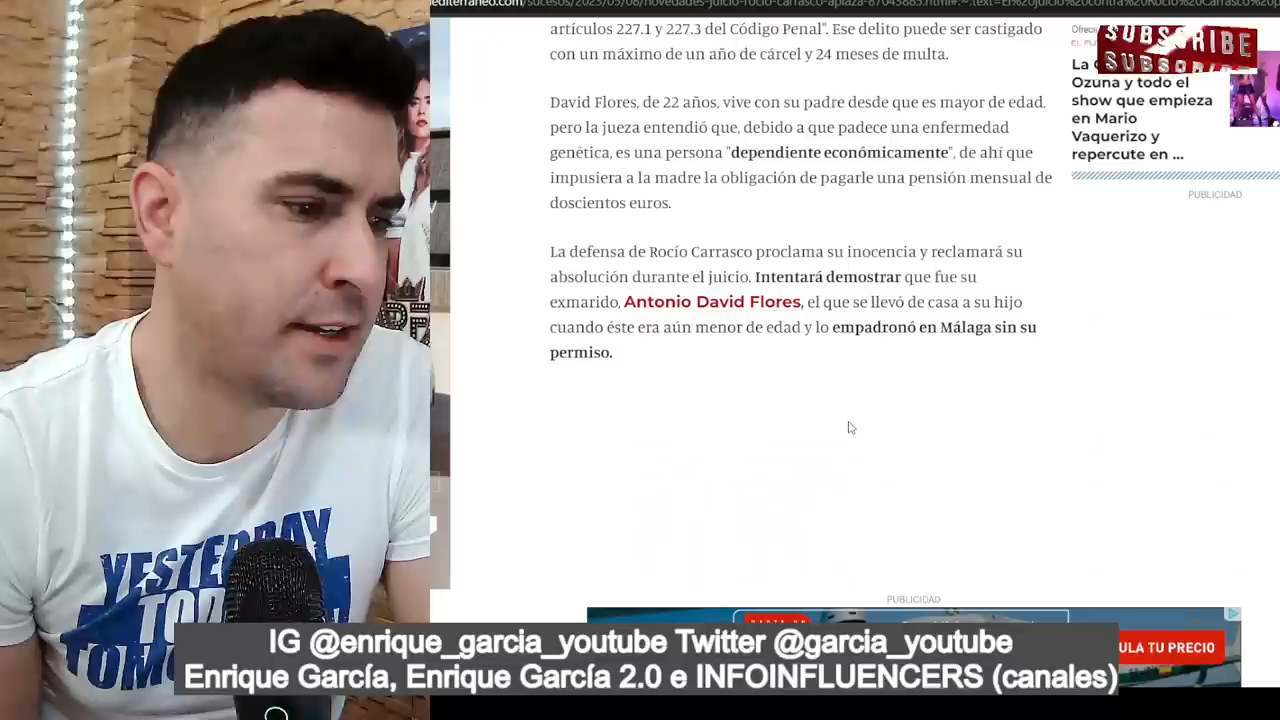 artículos 227.1 y 227.3 del Código Penal". Ese delito puede ser castigado
con un máximo de un año de cárcel y 24 meses de multa.
David Flores, de 22 años, vive con su padre desde que es mayor de edad,
pero la jueza entendió que, debido a que padece una enfermedad
genética, es una persona "dependiente económicamente", de ahí que
impusiera a la madre la obligación de pagarle una pensión mensual de
doscientos euros.
La defensa de Rocío Carrasco proclama su inocencia y reclamará su
absolución durante el juicio. Intentará demostrar que fue su
exmarido, Antonio David Flores, el que se llevó de casa a su hijo
cuando éste era aún menor de edad y lo empadronó en Málaga sin su
permiso.
SUBSCRIBE
La
Ozuna y todo el
show que empieza
en Mario
Vaquerizo y
repercute en ...
PUBLICIDAD
PUBLICIDAD
ULA TU PRECIO
YESTERDAY
IG @enrique_garcia_youtube Twitter @garcia_youtube
Enrique García, Enrique García 2.0 e INFOINFLUENCERS (canales)